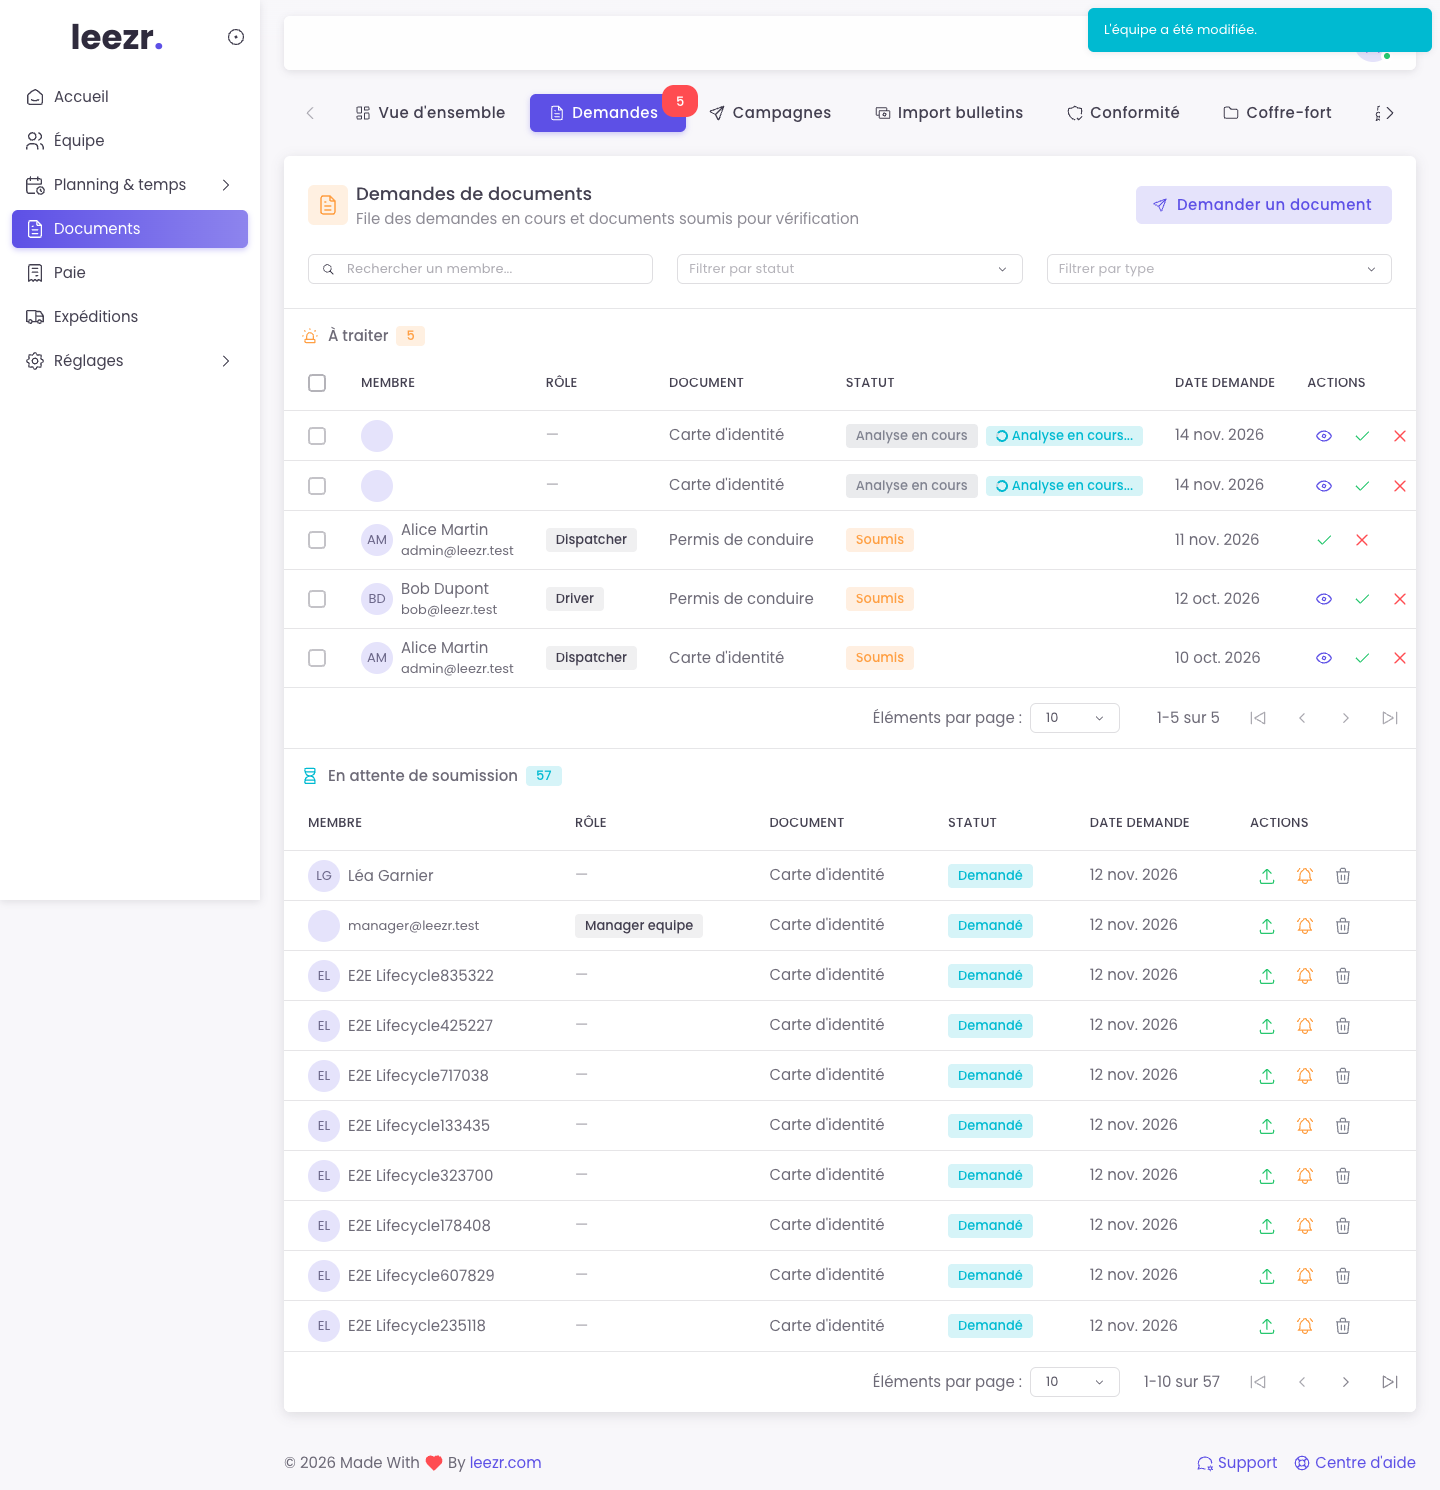 leezr.
L'équipe a été modifiée.
Accueil
Équipe
Planning & temps
Documents
Paie
Expéditions
Réglages
Vue d'ensemble
Demandes 5
Campagnes
Import bulletins
Conformité
Coffre-fort
Demandes de documents
File des demandes en cours et documents soumis pour vérification
Demander un document
Rechercher un membre...
Filtrer par statut
Filtrer par type
À traiter 5
MEMBRE RÔLE DOCUMENT STATUT DATE DEMANDE ACTIONS
— Carte d'identité Analyse en cours Analyse en cours... 14 nov. 2026
— Carte d'identité Analyse en cours Analyse en cours... 14 nov. 2026
AM Alice Martin Dispatcher Permis de conduire Soumis 11 nov. 2026
admin@leezr.test
BD Bob Dupont Driver Permis de conduire Soumis 12 oct. 2026
bob@leezr.test
AM Alice Martin Dispatcher Carte d'identité Soumis 10 oct. 2026
admin@leezr.test
Éléments par page : 10 1-5 sur 5
En attente de soumission 57
MEMBRE RÔLE DOCUMENT STATUT DATE DEMANDE ACTIONS
LG Léa Garnier — Carte d'identité Demandé 12 nov. 2026
manager@leezr.test Manager equipe Carte d'identité Demandé 12 nov. 2026
EL E2E Lifecycle835322 — Carte d'identité Demandé 12 nov. 2026
EL E2E Lifecycle425227 — Carte d'identité Demandé 12 nov. 2026
EL E2E Lifecycle717038 — Carte d'identité Demandé 12 nov. 2026
EL E2E Lifecycle133435 — Carte d'identité Demandé 12 nov. 2026
EL E2E Lifecycle323700 — Carte d'identité Demandé 12 nov. 2026
EL E2E Lifecycle178408 — Carte d'identité Demandé 12 nov. 2026
EL E2E Lifecycle607829 — Carte d'identité Demandé 12 nov. 2026
EL E2E Lifecycle235118 — Carte d'identité Demandé 12 nov. 2026
Éléments par page : 10 1-10 sur 57
© 2026 Made With ❤ By leezr.com
Support
Centre d'aide